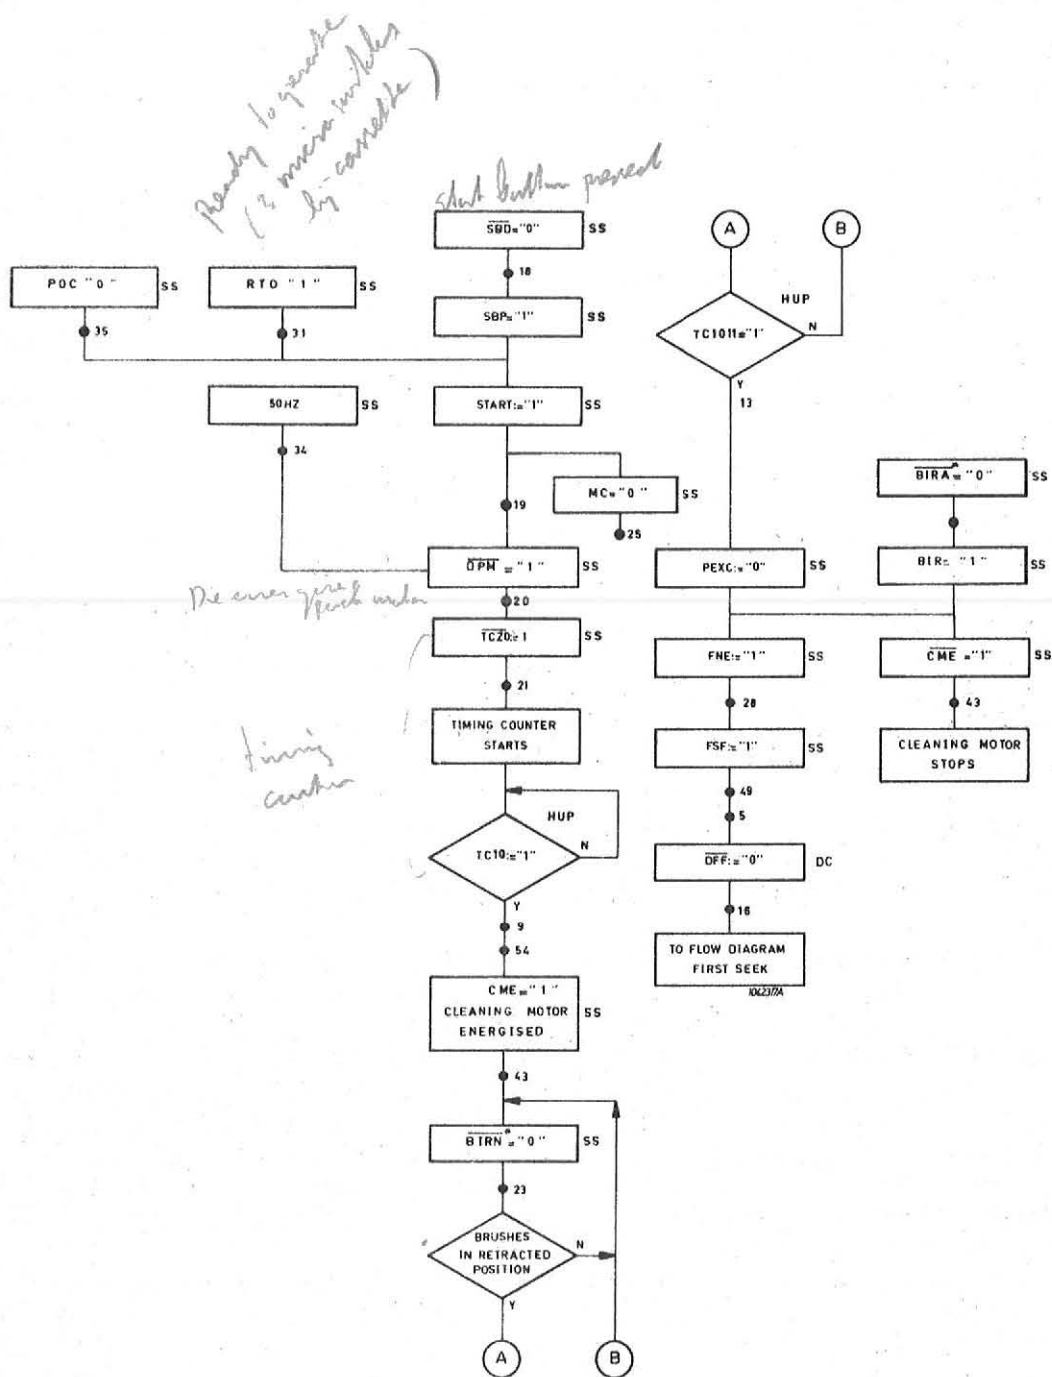 Ready to operate
(2 micro switches
by cassette)
start button pressed
SBD="0" SS
18
POC "0" SS
35
RTO "1" SS
31
SBP="1" SS
50HZ SS
34
START:="1" SS
MC="0" SS
25
19
DPM ="1" SS
20
TCZ0:=1 SS
21
TIMING COUNTER
STARTS
timing
HUP
TC10:="1"
N
Y
9
54
CME="1"
CLEANING MOTOR
ENERGISED
SS
43
BIRN*="0" SS
23
BRUSHES
IN RETRACTED
POSITION
N
Y
A
B
A
B
HUP
TC1011="1"
N
Y
13
PEXC:="0" SS
BIRA*="0" SS
BIR="1" SS
FNE:="1" SS
28
FSF:="1" SS
49
5
OFF:="0" DC
16
TO FLOW DIAGRAM
FIRST SEEK
CME ="1" SS
43
CLEANING MOTOR
STOPS